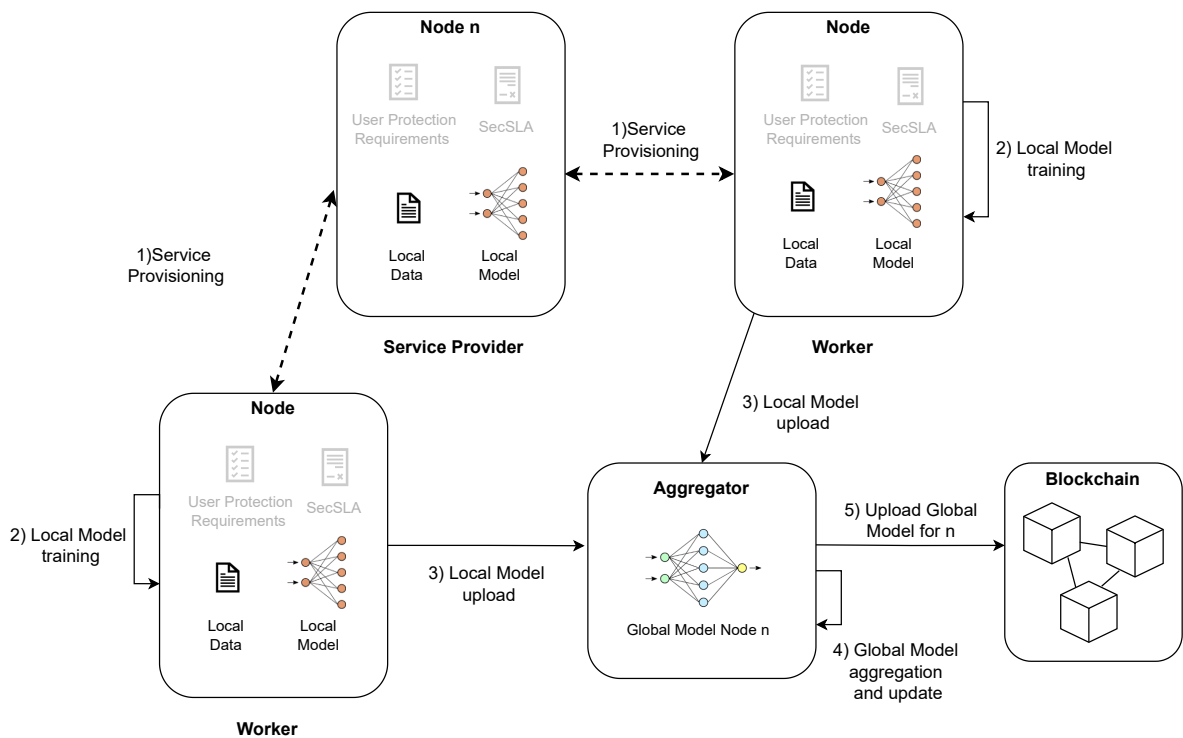 Node n
User Protection
Requirements
SecSLA
Local
Data
Local
Model
Service Provider
1)Service
Provisioning
Node
User Protection
Requirements
SecSLA
Local
Data
Local
Model
Worker
2) Local Model
training
1)Service
Provisioning
Node
User Protection
Requirements
SecSLA
Local
Data
Local
Model
Worker
2) Local Model
training
3) Local Model
upload
3) Local Model
upload
Aggregator
Global Model Node n
4) Global Model
aggregation
and update
5) Upload Global
Model for n
Blockchain